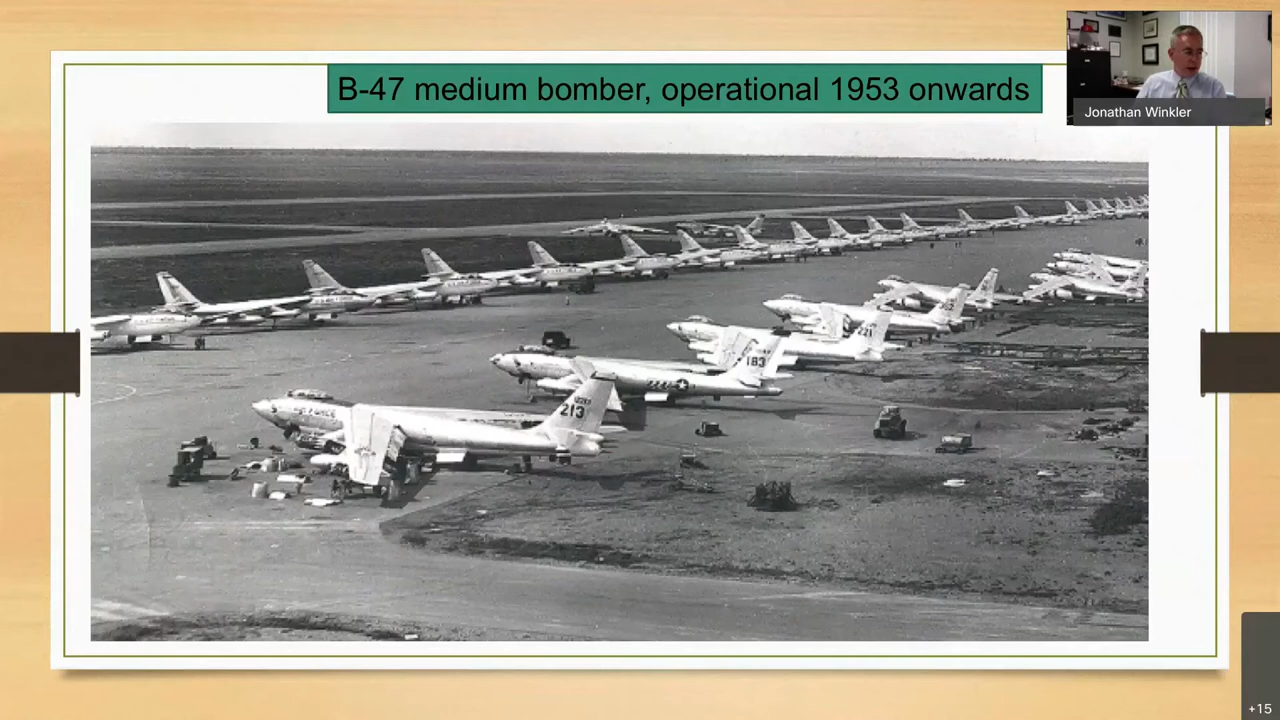 B-47 medium bomber, operational 1953 onwards
Jonathan Winkler
213
183
221
+15